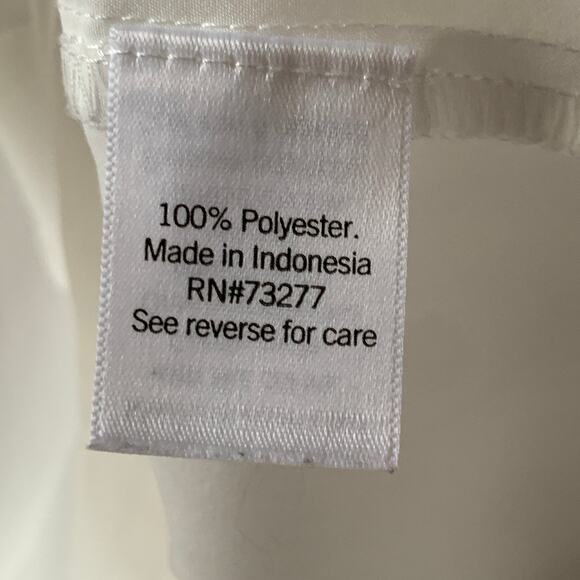 100% Polyester.
Made in Indonesia
RN#73277
See reverse for care